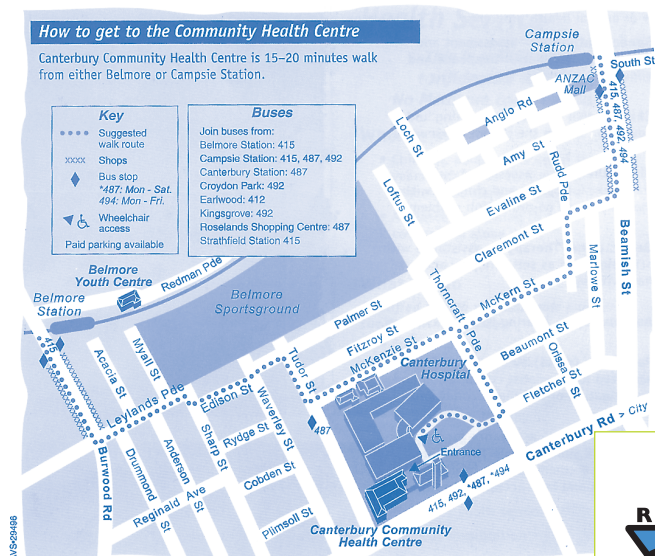 How to get to the Community Health Centre
Canterbury Community Health Centre is 15–20 minutes walk
from either Belmore or Campsie Station.
Key
Suggested
walk route
xxxx Shops
Bus stop
*487: Mon - Sat.
494: Mon - Fri.
Wheelchair
access
Paid parking available
Buses
Join buses from:
Belmore Station: 415
Campsie Station: 415, 487, 492
Canterbury Station: 487
Croydon Park: 492
Earlwood: 412
Kingsgrove: 492
Roselands Shopping Centre: 487
Strathfield Station 415
Campsie
Station
South St
ANZAC
Mall
415, 487, 492, 494
Loch St
Anglo Rd
Amy St
Rudd Pde
Loftus St
Evaline St
Claremont St
Beamish St
Marlowe St
Thorncraft Pde
McKern St
Belmore
Youth Centre
Redman Pde
Belmore
Station
Belmore
Sportsground
Palmer St
Fitzroy St
McKenzie St
Beaumont St
Orissa St
Fletcher St
Canterbury
Hospital
415
Acacia St
Myall St
Leylands Pde
Edison St
Tudor St
Waverley St
487
Sharp St
Rydge St
Entrance
Canterbury Rd > City
Burwood Rd
Drummond St
Anderson St
Cobden St
Reginald Ave
Plimsoll St
415, 492, *487, *494
Canterbury Community
Health Centre
VS•29496
R